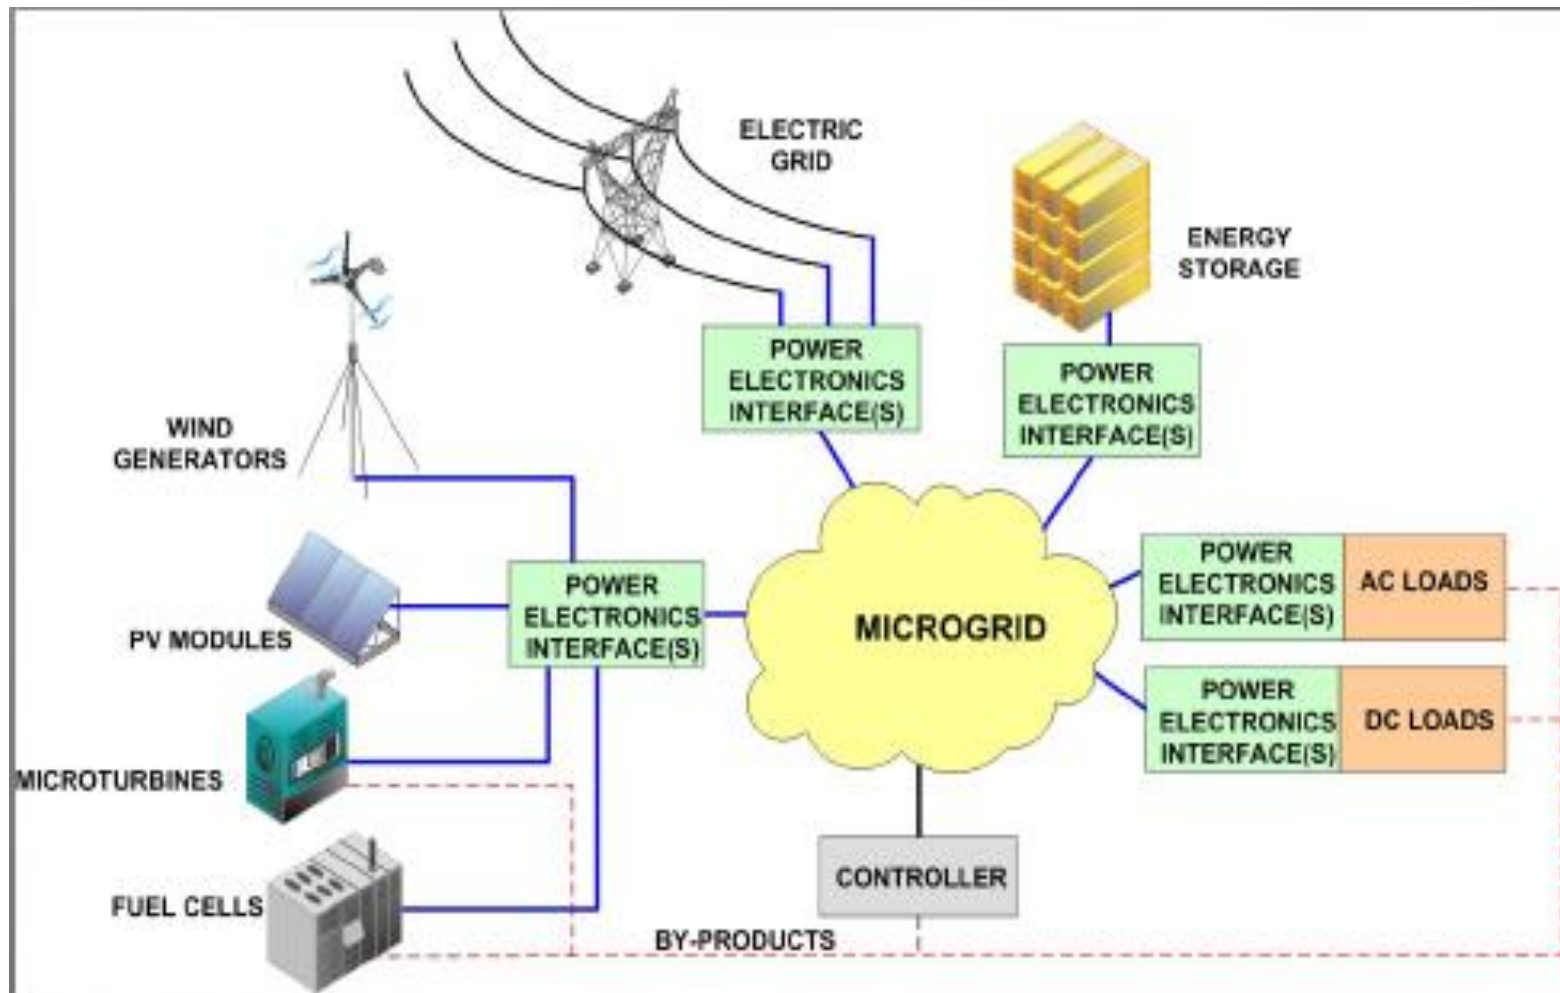 ELECTRIC
GRID
ENERGY
STORAGE
POWER
ELECTRONICS
INTERFACE(S)
POWER
ELECTRONICS
INTERFACE(S)
WIND
GENERATORS
POWER
ELECTRONICS
INTERFACE(S)
AC LOADS
POWER
ELECTRONICS
INTERFACE(S)
PV MODULES
MICROGRID
POWER
ELECTRONICS
INTERFACE(S)
DC LOADS
MICROTURBINES
CONTROLLER
FUEL CELLS
BY-PRODUCTS